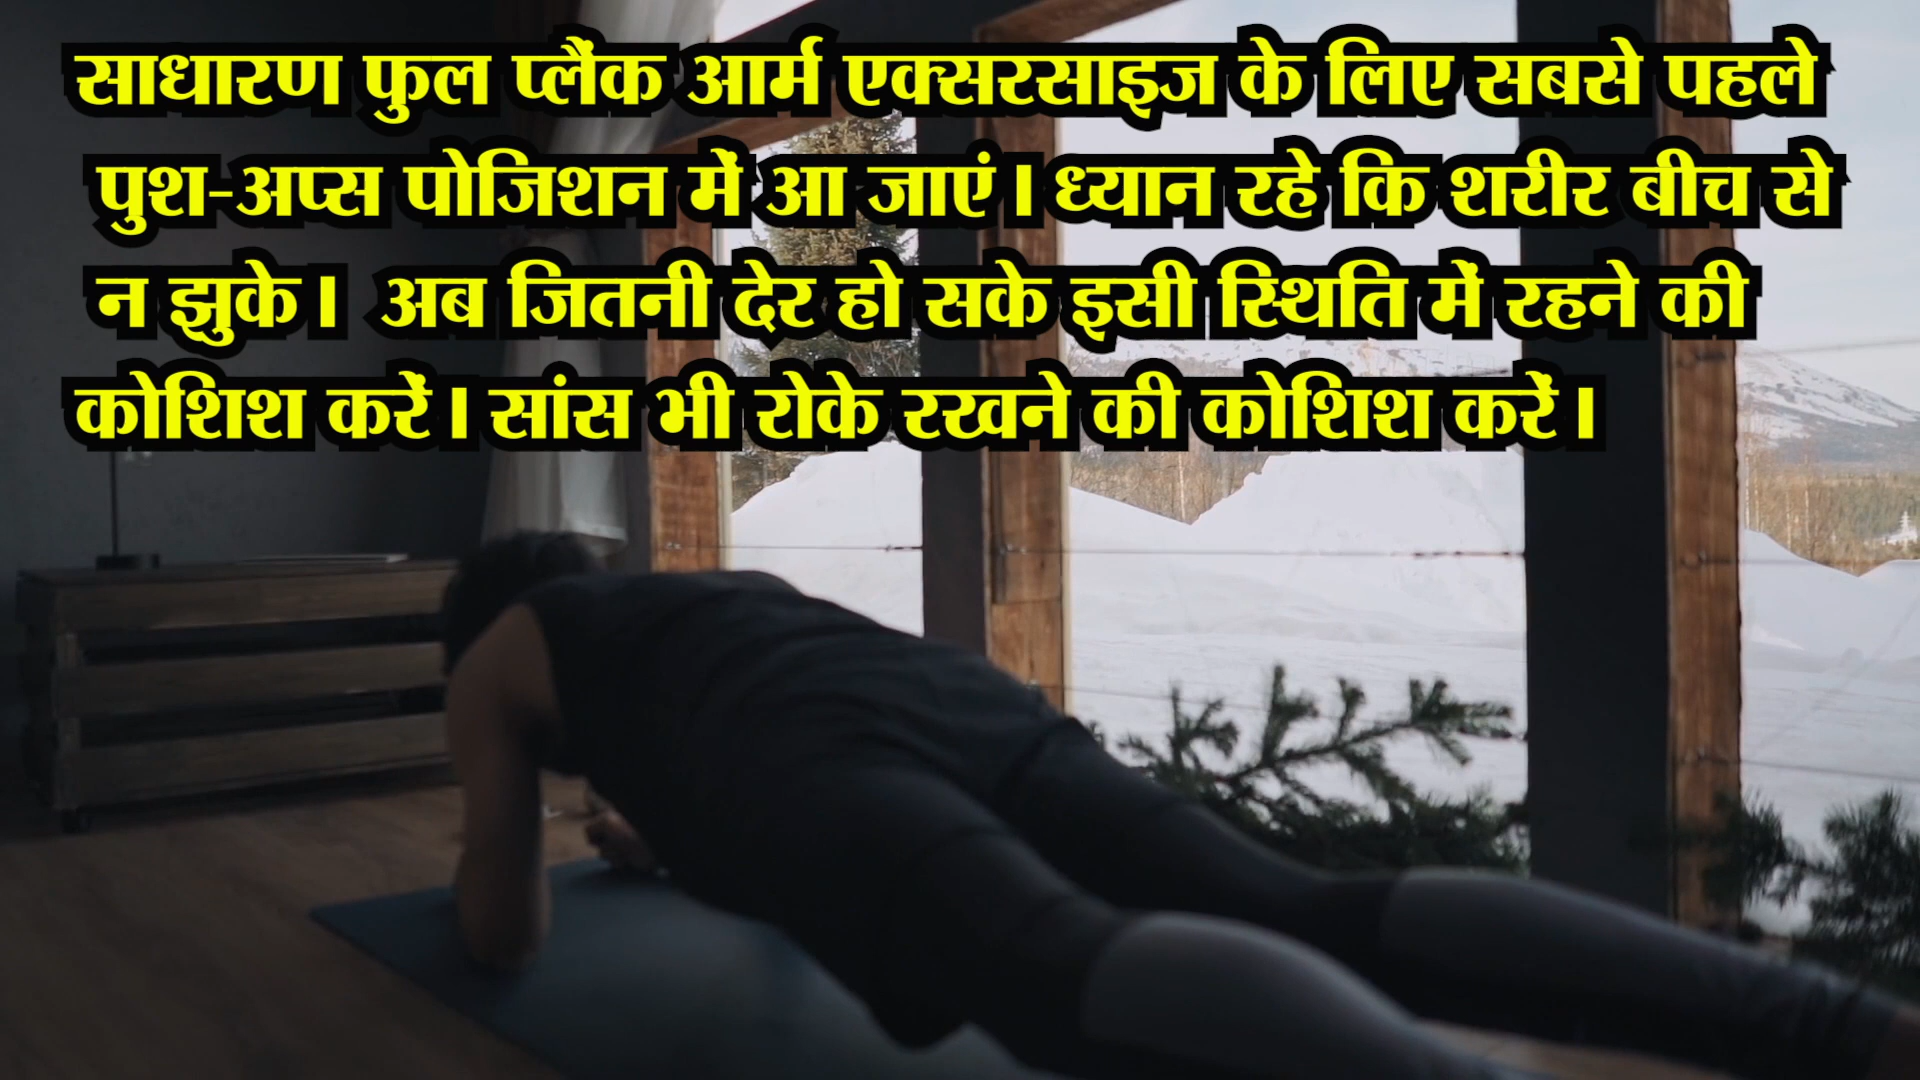 साधारण फुल प्लैंक आर्म एक्सरसाइज के लिए सबसे पहले
पुश-अप्स पोजिशन में आ जाएं । ध्यान रहे कि शरीर बीच से
न झुके । अब जितनी देर हो सके इसी स्थिति में रहने की
कोशिश करें । सांस भी रोके रखने की कोशिश करें ।